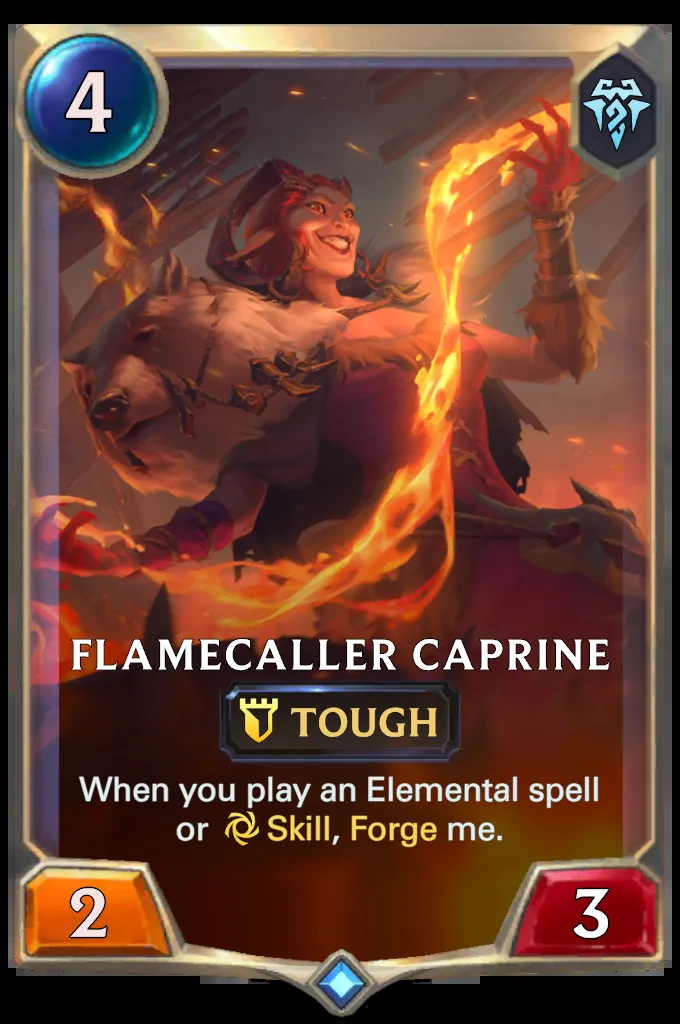 4
FLAMECALLER CAPRINE
TOUGH
When you play an Elemental spell
or Skill, Forge me.
2
3